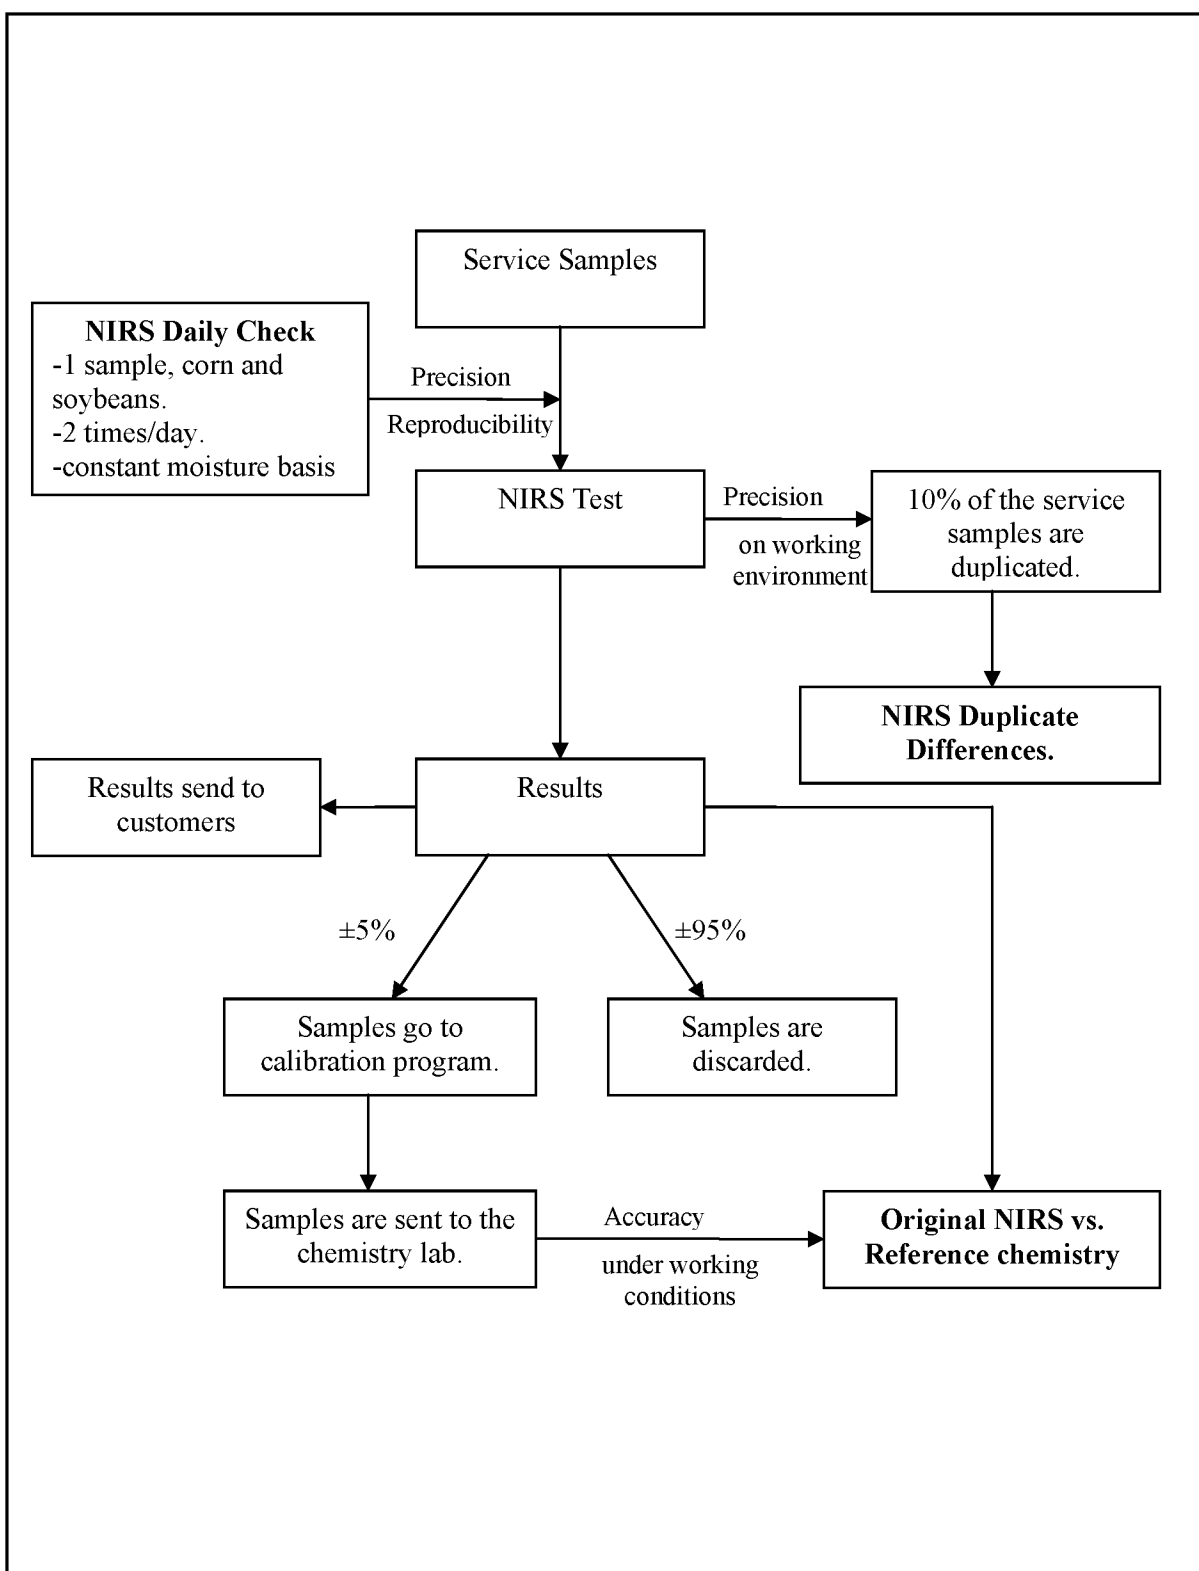 Service Samples
NIRS Daily Check
-1 sample, corn and
soybeans.
-2 times/day.
-constant moisture basis
Precision
Reproducibility
NIRS Test
Precision
on working
environment
10% of the service
samples are
duplicated.
NIRS Duplicate
Differences.
Results send to
customers
Results
±5%
±95%
Samples go to
calibration program.
Samples are
discarded.
Samples are sent to the
chemistry lab.
Accuracy
under working
conditions
Original NIRS vs.
Reference chemistry